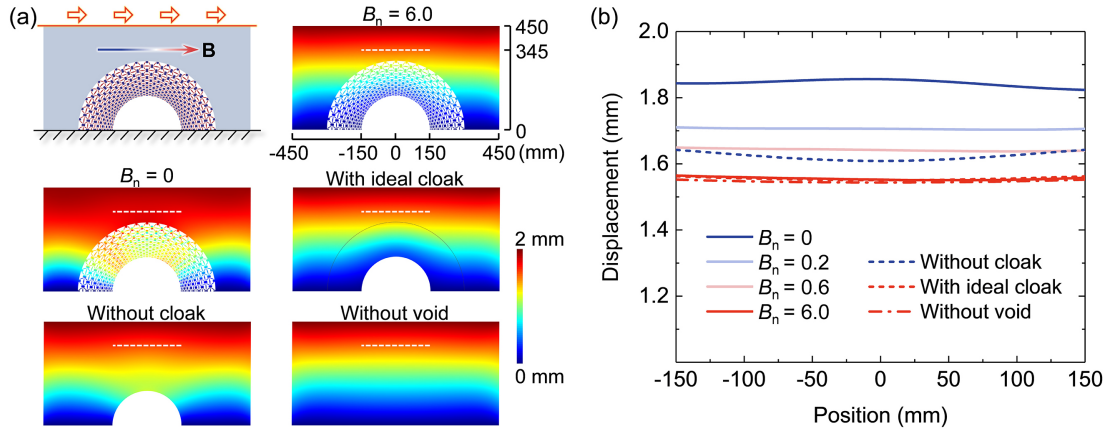 (a)
B
Bn = 6.0
450
345
0
-450 -150 0 150 450 (mm)
Bn = 0
With ideal cloak
2 mm
0 mm
Without cloak
Without void
(b)
Displacement (mm)
2.0
1.8
1.6
1.4
1.2
Bn = 0
Bn = 0.2
Bn = 0.6
Bn = 6.0
Without cloak
With ideal cloak
Without void
-150 -100 -50 0 50 100 150
Position (mm)